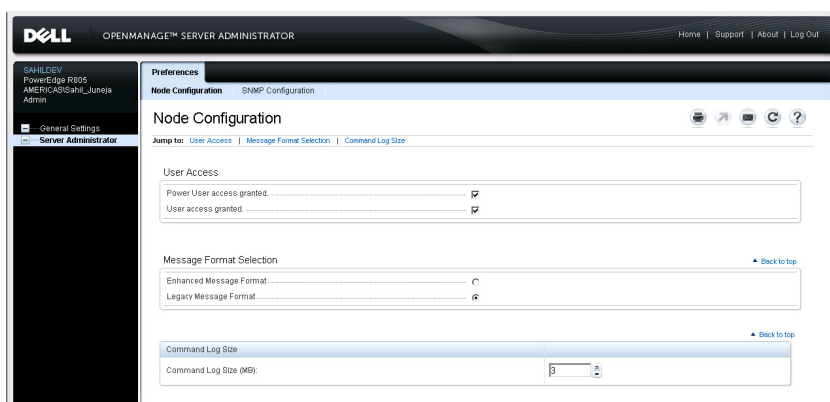 DELL
OPENMANAGE™ SERVER ADMINISTRATOR
Home | Support | About | Log Out
SAHILDEV
PowerEdge R805
AMERICAS\Sahil_Juneja
Admin
General Settings
Server Administrator
Preferences
Node Configuration SNMP Configuration
Node Configuration
Jump to: User Access | Message Format Selection | Command Log Size
User Access
Power User access granted.
User access granted.
Message Format Selection
Back to top
Enhanced Message Format
Legacy Message Format
Back to top
Command Log Size
Command Log Size (MB): 3